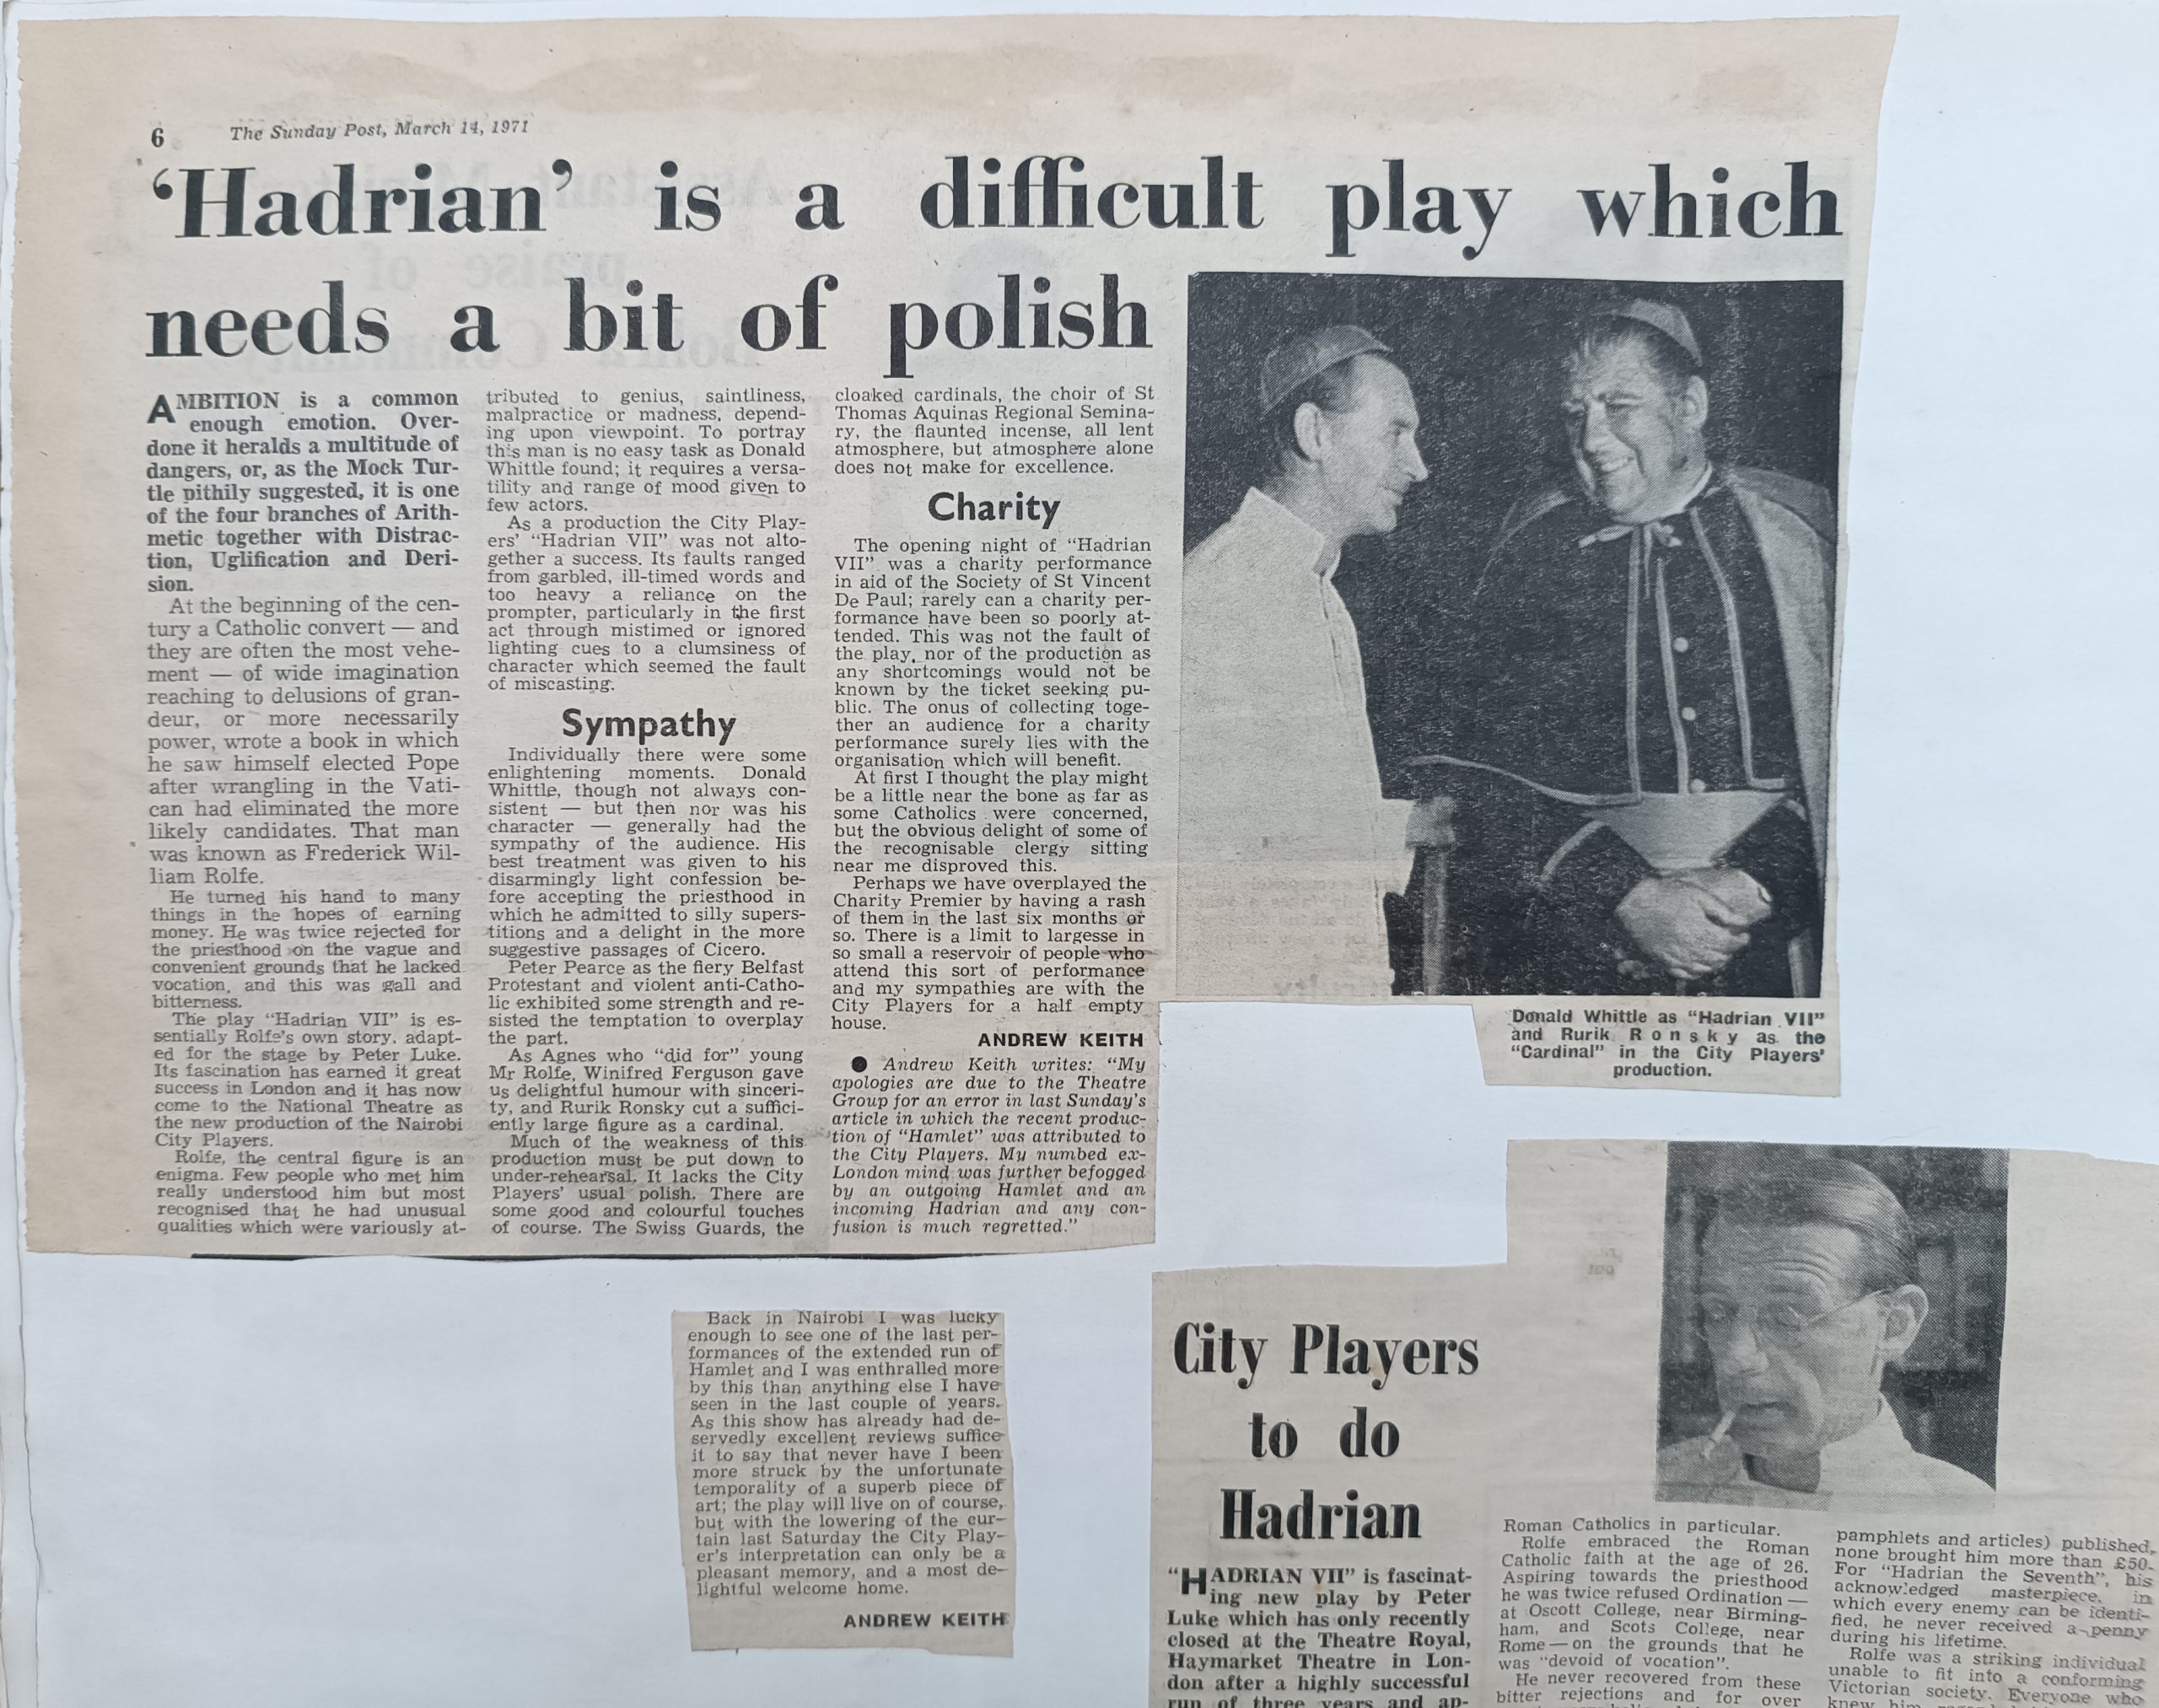 6 The Sunday Post, March 14, 1971
‘Hadrian’ is a difficult play which
needs a bit of polish
AMBITION is a common
enough emotion. Over-
done it heralds a multitude of
dangers, or, as the Mock Tur-
tle pithily suggested, it is one
of the four branches of Arith-
metic together with Distrac-
tion, Uglification and Deri-
sion.
At the beginning of the cen-
tury a Catholic convert — and
they are often the most vehe-
ment — of wide imagination
reaching to delusions of gran-
deur, or more necessarily
power, wrote a book in which
he saw himself elected Pope
after wrangling in the Vati-
can had eliminated the more
likely candidates. That man
was known as Frederick Wil-
liam Rolfe.
He turned his hand to many
things in the hopes of earning
money. He was twice rejected for
the priesthood on the vague and
convenient grounds that he lacked
vocation, and this was gall and
bitterness.
The play “Hadrian VII” is es-
sentially Rolfe's own story, adapt-
ed for the stage by Peter Luke.
Its fascination has earned it great
success in London and it has now
come to the National Theatre as
the new production of the Nairobi
City Players.
Rolfe, the central figure is an
enigma. Few people who met him
really understood him but most
recognised that he had unusual
qualities which were variously at-
tributed to genius, saintliness,
malpractice or madness, depend-
ing upon viewpoint. To portray
this man is no easy task as Donald
Whittle found; it requires a versa-
tility and range of mood given to
few actors.
As a production the City Play-
ers' “Hadrian VII” was not alto-
gether a success. Its faults ranged
from garbled, ill-timed words and
too heavy a reliance on the
prompter, particularly in the first
act through mistimed or ignored
lighting cues to a clumsiness of
character which seemed the fault
of miscasting.
Sympathy
Individually there were some
enlightening moments. Donald
Whittle, though not always con-
sistent — but then nor was his
character — generally had the
sympathy of the audience. His
best treatment was given to his
disarmingly light confession be-
fore accepting the priesthood in
which he admitted to silly supers-
titions and a delight in the more
suggestive passages of Cicero.
Peter Pearce as the fiery Belfast
Protestant and violent anti-Catho-
lic exhibited some strength and re-
sisted the temptation to overplay
the part.
As Agnes who “did for” young
Mr Rolfe, Winifred Ferguson gave
us delightful humour with sinceri-
ty, and Rurik Ronsky cut a suffici-
ently large figure as a cardinal.
Much of the weakness of this
production must be put down to
under-rehearsal. It lacks the City
Players' usual polish. There are
some good and colourful touches
of course. The Swiss Guards, the
cloaked cardinals, the choir of St
Thomas Aquinas Regional Semina-
ry, the flaunted incense, all lent
atmosphere, but atmosphere alone
does not make for excellence.
Charity
The opening night of “Hadrian
VII” was a charity performance
in aid of the Society of St Vincent
De Paul; rarely can a charity per-
formance have been so poorly at-
tended. This was not the fault of
the play, nor of the production as
any shortcomings would not be
known by the ticket seeking pu-
blic. The onus of collecting toge-
ther an audience for a charity
performance surely lies with the
organisation which will benefit.
At first I thought the play might
be a little near the bone as far as
some Catholics were concerned,
but the obvious delight of some of
the recognisable clergy sitting
near me disproved this.
Perhaps we have overplayed the
Charity Premier by having a rash
of them in the last six months or
so. There is a limit to largesse in
so small a reservoir of people who
attend this sort of performance
and my sympathies are with the
City Players for a half empty
house.
ANDREW KEITH
● Andrew Keith writes: “My
apologies are due to the Theatre
Group for an error in last Sunday's
article in which the recent produc-
tion of “Hamlet” was attributed to
the City Players. My numbed ex-
London mind was further befogged
by an outgoing Hamlet and an
incoming Hadrian and any con-
fusion is much regretted.”
Donald Whittle as “Hadrian VII”
and Rurik Ronsky as the
“Cardinal” in the City Players'
production.
Back in Nairobi I was lucky
enough to see one of the last per-
formances of the extended run of
Hamlet and I was enthralled more
by this than anything else I have
seen in the last couple of years.
As this show has already had de-
servedly excellent reviews suffice
it to say that never have I been
more struck by the unfortunate
temporality of a superb piece of
art; the play will live on of course,
but with the lowering of the cur-
tain last Saturday the City Play-
er's interpretation can only be a
pleasant memory, and a most de-
lightful welcome home.
ANDREW KEITH
City Players
to do
Hadrian
“HADRIAN VII” is fascinat-
ing new play by Peter
Luke which has only recently
closed at the Theatre Royal,
Haymarket Theatre in Lon-
don after a highly successful
run of three years and ap-
Roman Catholics in particular.
Rolfe embraced the Roman
Catholic faith at the age of 26.
Aspiring towards the priesthood
he was twice refused Ordination —
at Oscott College, near Birming-
ham, and Scots College, near
Rome — on the grounds that he
was “devoid of vocation”.
He never recovered from these
bitter rejections and for over
pamphlets and articles) published,
none brought him more than £50.
For “Hadrian the Seventh”, his
acknowledged masterpiece, in
which every enemy can be identi-
fied, he never received a penny
during his lifetime.
Rolfe was a striking individual
unable to fit into a conforming
Victorian society. Everyone who
knew him